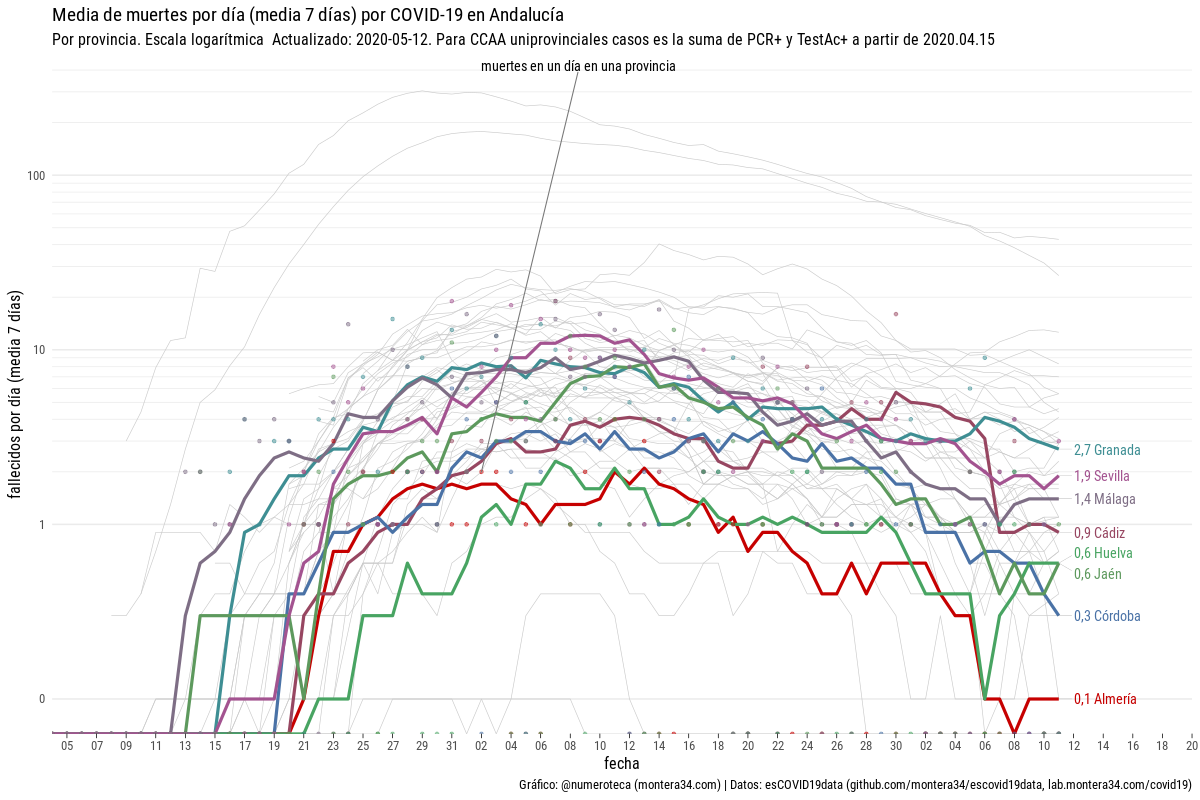 Media de muertes por día (media 7 días) por COVID-19 en Andalucía
Por provincia. Escala logarítmica  Actualizado: 2020-05-12. Para CCAA uniprovinciales casos es la suma de PCR+ y TestAc+ a partir de 2020.04.15
muertes en un día en una provincia
fallecidos por día (media 7 días)
100
10
1
0
2,7 Granada
1,9 Sevilla
1,4 Málaga
0,9 Cádiz
0,6 Huelva
0,6 Jaén
0,3 Córdoba
0,1 Almería
05 07 09 11 13 15 17 19 21 23 25 27 29 31 02 04 06 08 10 12 14 16 18 20 22 24 26 28 30 02 04 06 08 10 12 14 16 18 20
fecha
Gráfico: @numeroteca (montera34.com) | Datos: esCOVID19data (github.com/montera34/escovid19data, lab.montera34.com/covid19)